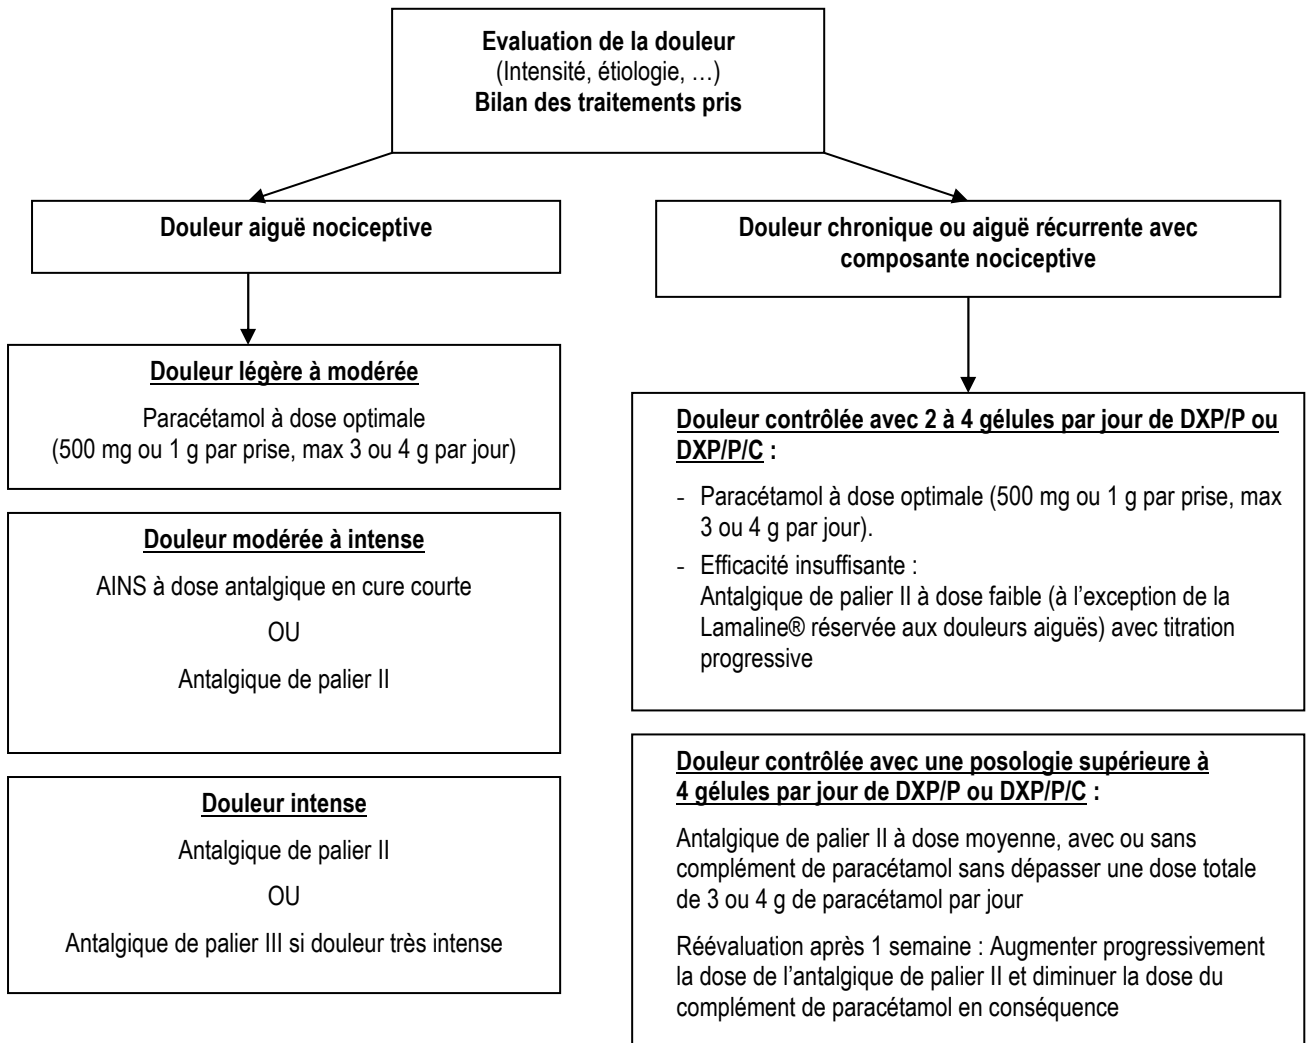 Evaluation de la douleur
(Intensité, étiologie, …)
Bilan des traitements pris
Douleur aiguë nociceptive
Douleur légère à modérée
Paracétamol à dose optimale
(500 mg ou 1 g par prise, max 3 ou 4 g par jour)
Douleur modérée à intense
AINS à dose antalgique en cure courte
OU
Antalgique de palier II
Douleur intense
Antalgique de palier II
OU
Antalgique de palier III si douleur très intense
Douleur chronique ou aiguë récurrente avec
composante nociceptive
Douleur contrôlée avec 2 à 4 gélules par jour de DXP/P ou
DXP/P/C :
- Paracétamol à dose optimale (500 mg ou 1 g par prise, max
3 ou 4 g par jour).
- Efficacité insuffisante :
Antalgique de palier II à dose faible (à l’exception de la
Lamaline® réservée aux douleurs aiguës) avec titration
progressive
Douleur contrôlée avec une posologie supérieure à
4 gélules par jour de DXP/P ou DXP/P/C :
Antalgique de palier II à dose moyenne, avec ou sans
complément de paracétamol sans dépasser une dose totale
de 3 ou 4 g de paracétamol par jour
Réévaluation après 1 semaine : Augmenter progressivement
la dose de l’antalgique de palier II et diminuer la dose du
complément de paracétamol en conséquence